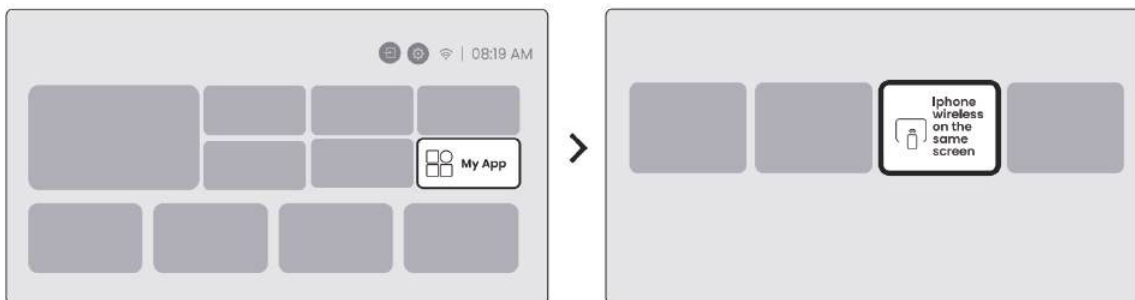 08:19 AM
My App
Iphone
wireless
on the
same
screen